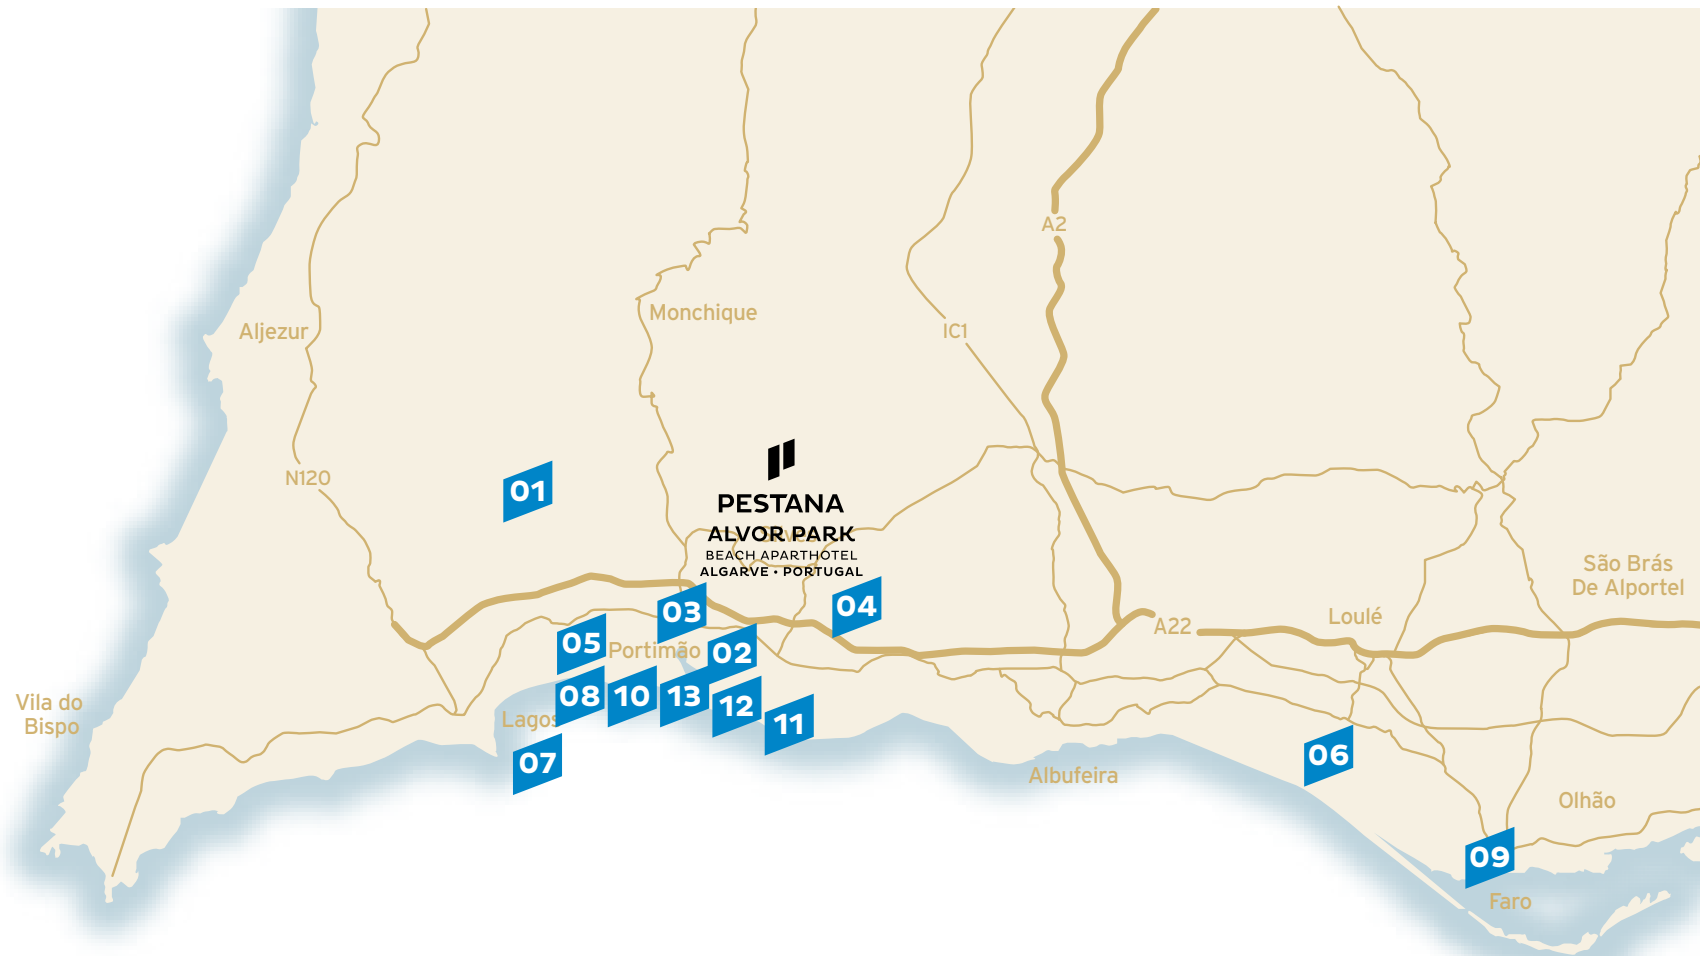 A2
Monchique
Aljezur
IC1
N120
01
PESTANA
ALVOR PARK
BEACH APARTHOTEL
ALGARVE • PORTUGAL
São Brás
De Alportel
03
04
Loulé
A22
05
Portimão
02
08
10
13
12
11
Vila do
Bispo
Lagos
07
06
Albufeira
Olhão
09
Faro